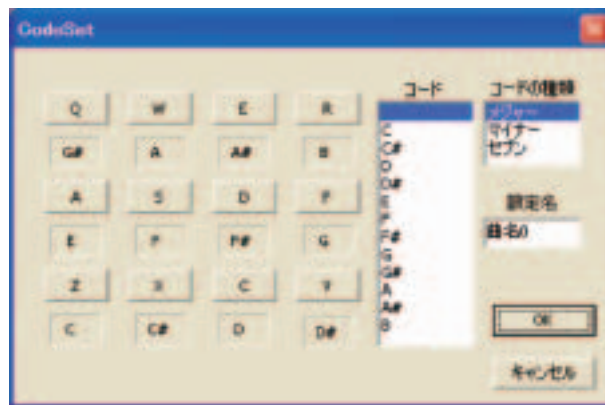 CodeSet
コード
コードの種類
Q W E R
G# A A# B
A S D F
E F F# G
Z X C V
C C# D D#
C
C#
D
D#
E
F
F#
G
G#
A
A#
B
メジャー
マイナー
セブン
設定名
曲名0
OK
キャンセル